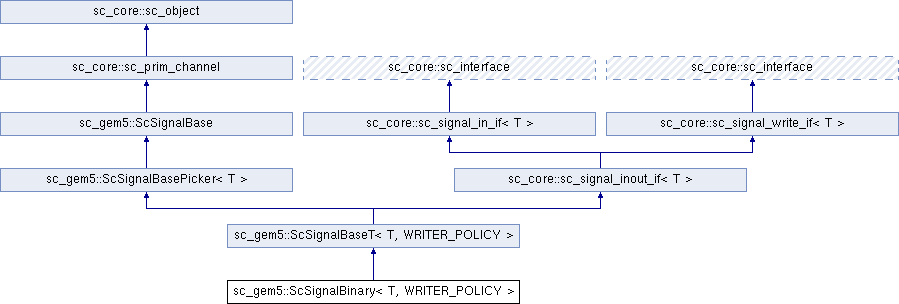 sc_core::sc_object
sc_core::sc_prim_channel
sc_core::sc_interface
sc_core::sc_interface
sc_gem5::ScSignalBase
sc_core::sc_signal_in_if< T >
sc_core::sc_signal_write_if< T >
sc_gem5::ScSignalBasePicker< T >
sc_core::sc_signal_inout_if< T >
sc_gem5::ScSignalBaseT< T, WRITER_POLICY >
sc_gem5::ScSignalBinary< T, WRITER_POLICY >